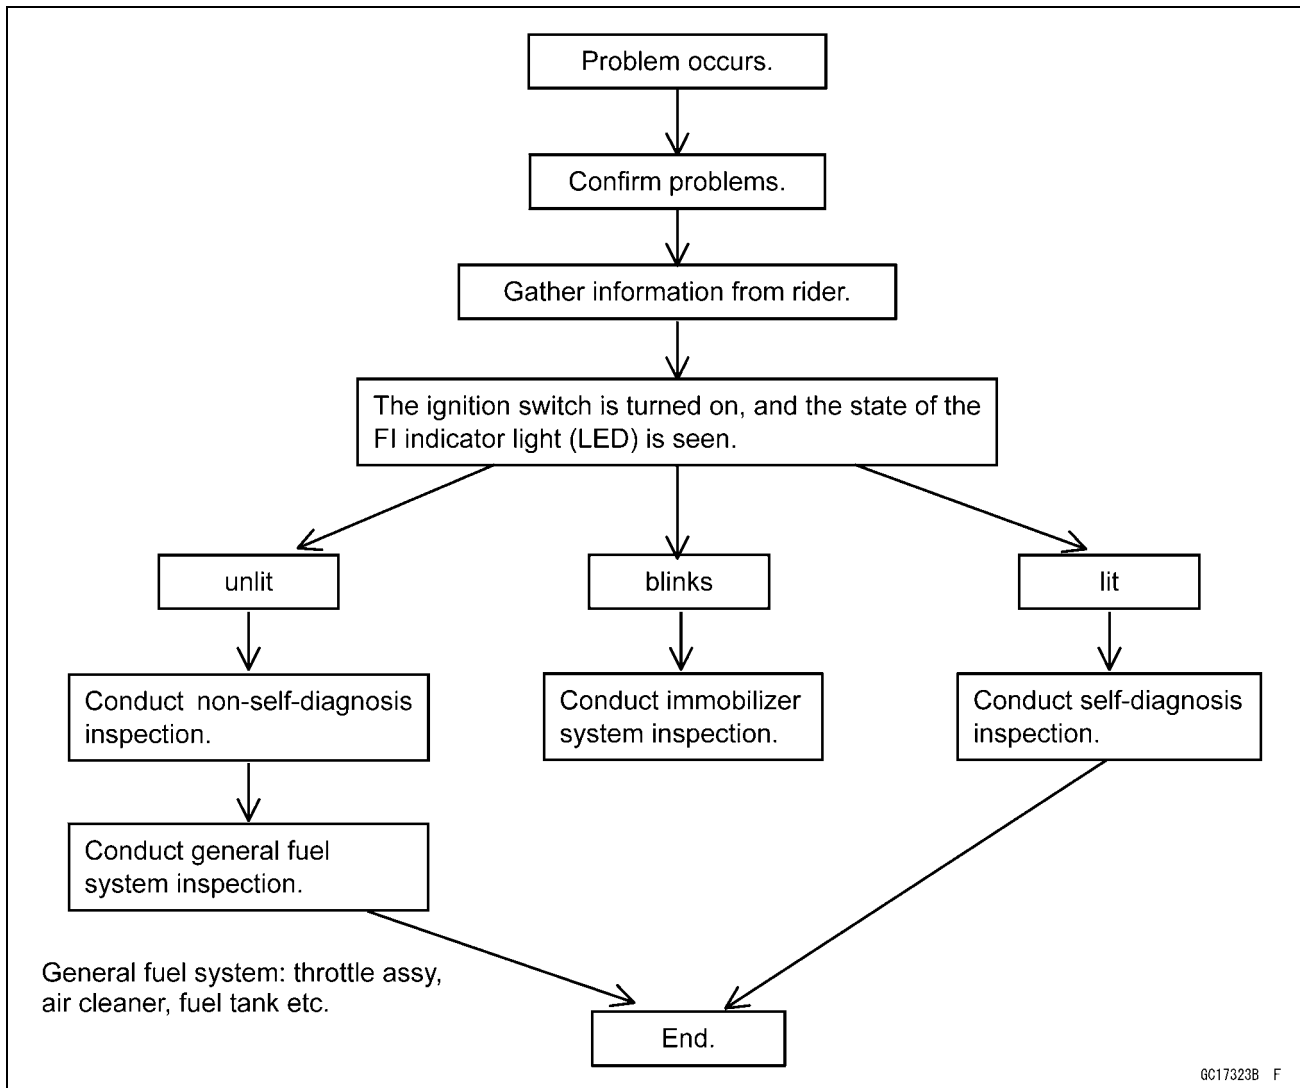 Problem occurs.
Confirm problems.
Gather information from rider.
The ignition switch is turned on, and the state of the
FI indicator light (LED) is seen.
unlit
blinks
lit
Conduct non-self-diagnosis
inspection.
Conduct immobilizer
system inspection.
Conduct self-diagnosis
inspection.
Conduct general fuel
system inspection.
General fuel system: throttle assy,
air cleaner, fuel tank etc.
End.
GC17323B F